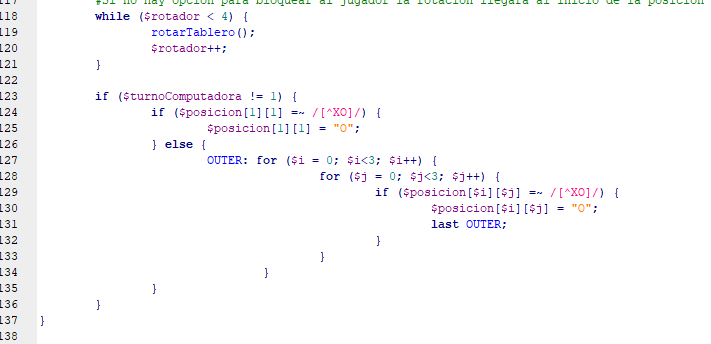 117 #Si no hay opcion para bloquear al jugador la rotacion llegara al inicio de la posicion
118 while ($rotador < 4) {
119 rotarTablero();
120 $rotador++;
121 }
122
123 if ($turnoComputadora != 1) {
124 if ($posicion[1][1] =~ /[^XO]/) {
125 $posicion[1][1] = "O";
126 } else {
127 OUTER: for ($i = 0; $i<3; $i++) {
128 for ($j = 0; $j<3; $j++) {
129 if ($posicion[$i][$j] =~ /[^XO]/) {
130 $posicion[$i][$j] = "O";
131 last OUTER;
132 }
133 }
134 }
135 }
136 }
137 }
138